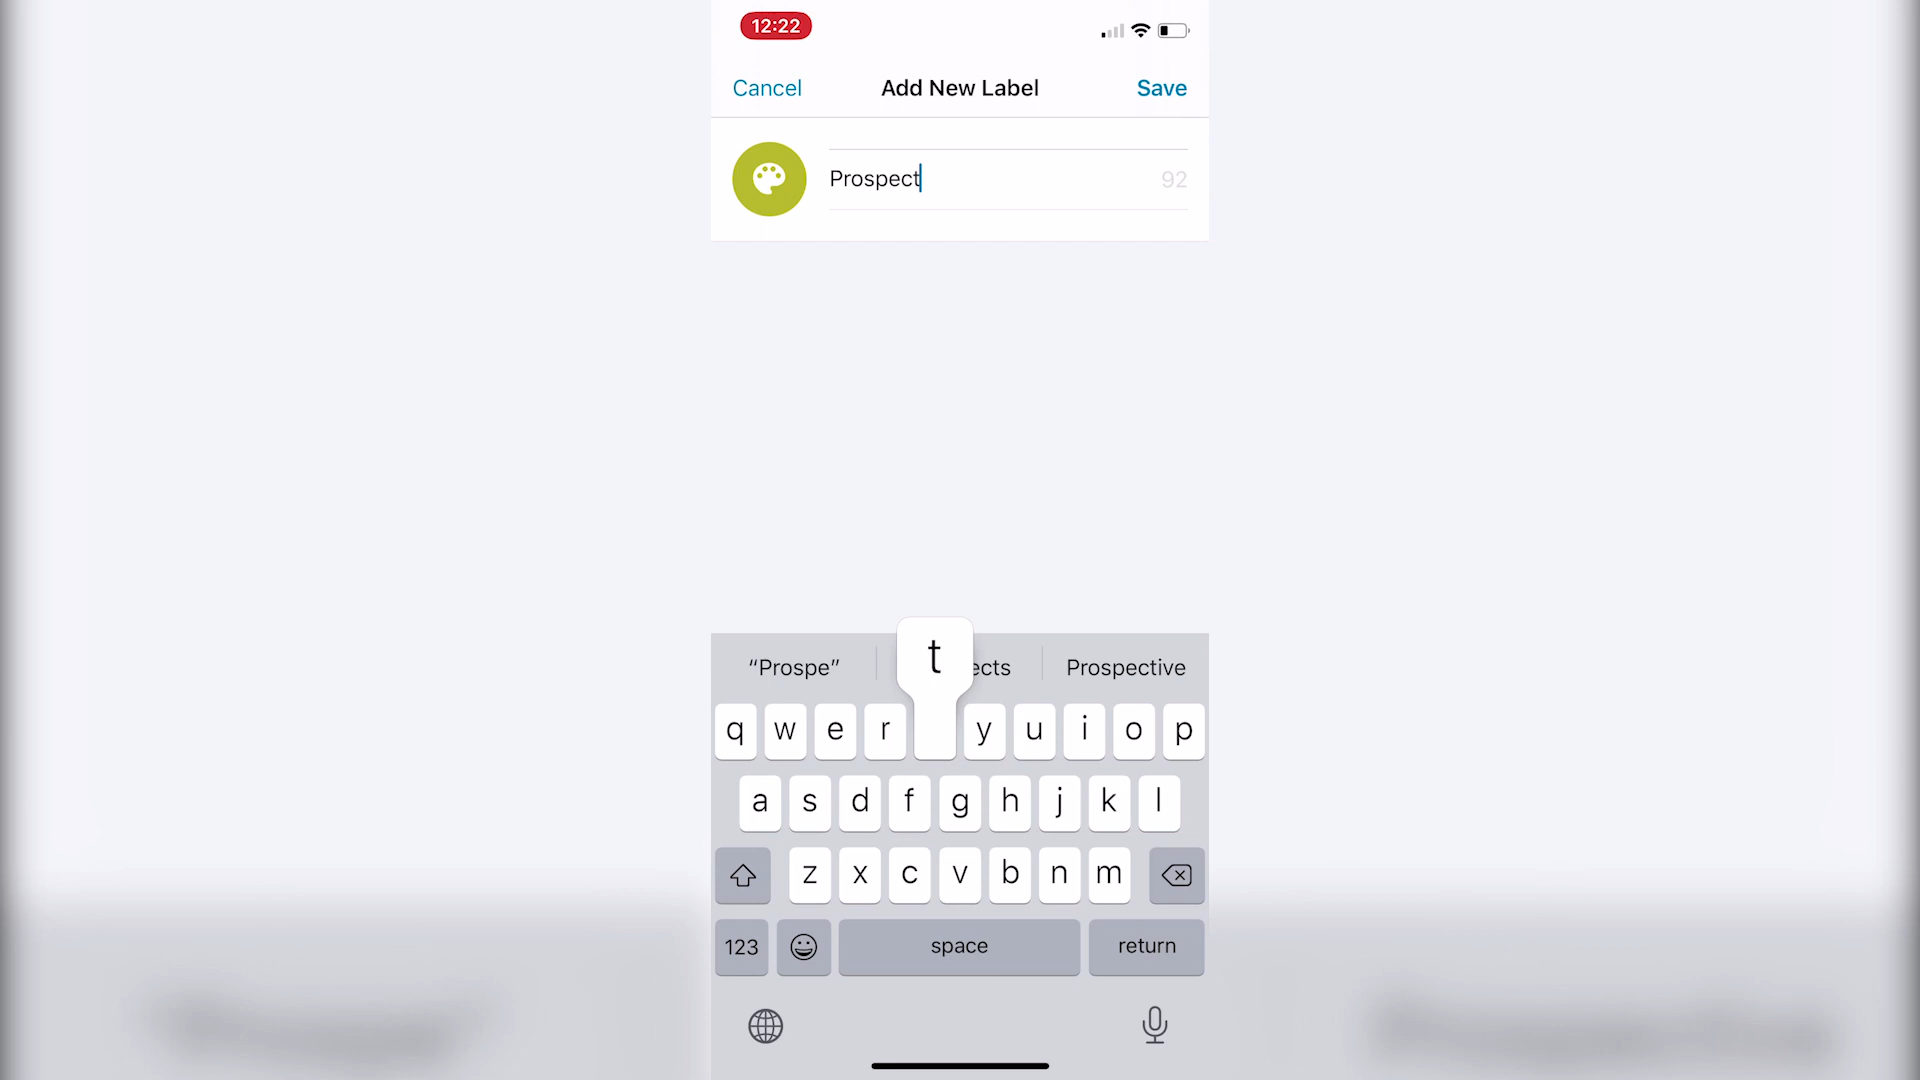 12:22
Cancel Add New Label Save
Prospect 92
“Prospe” ects Prospective
t
q w e r y u i o p
a s d f g h j k l
z x c v b n m
123 space return